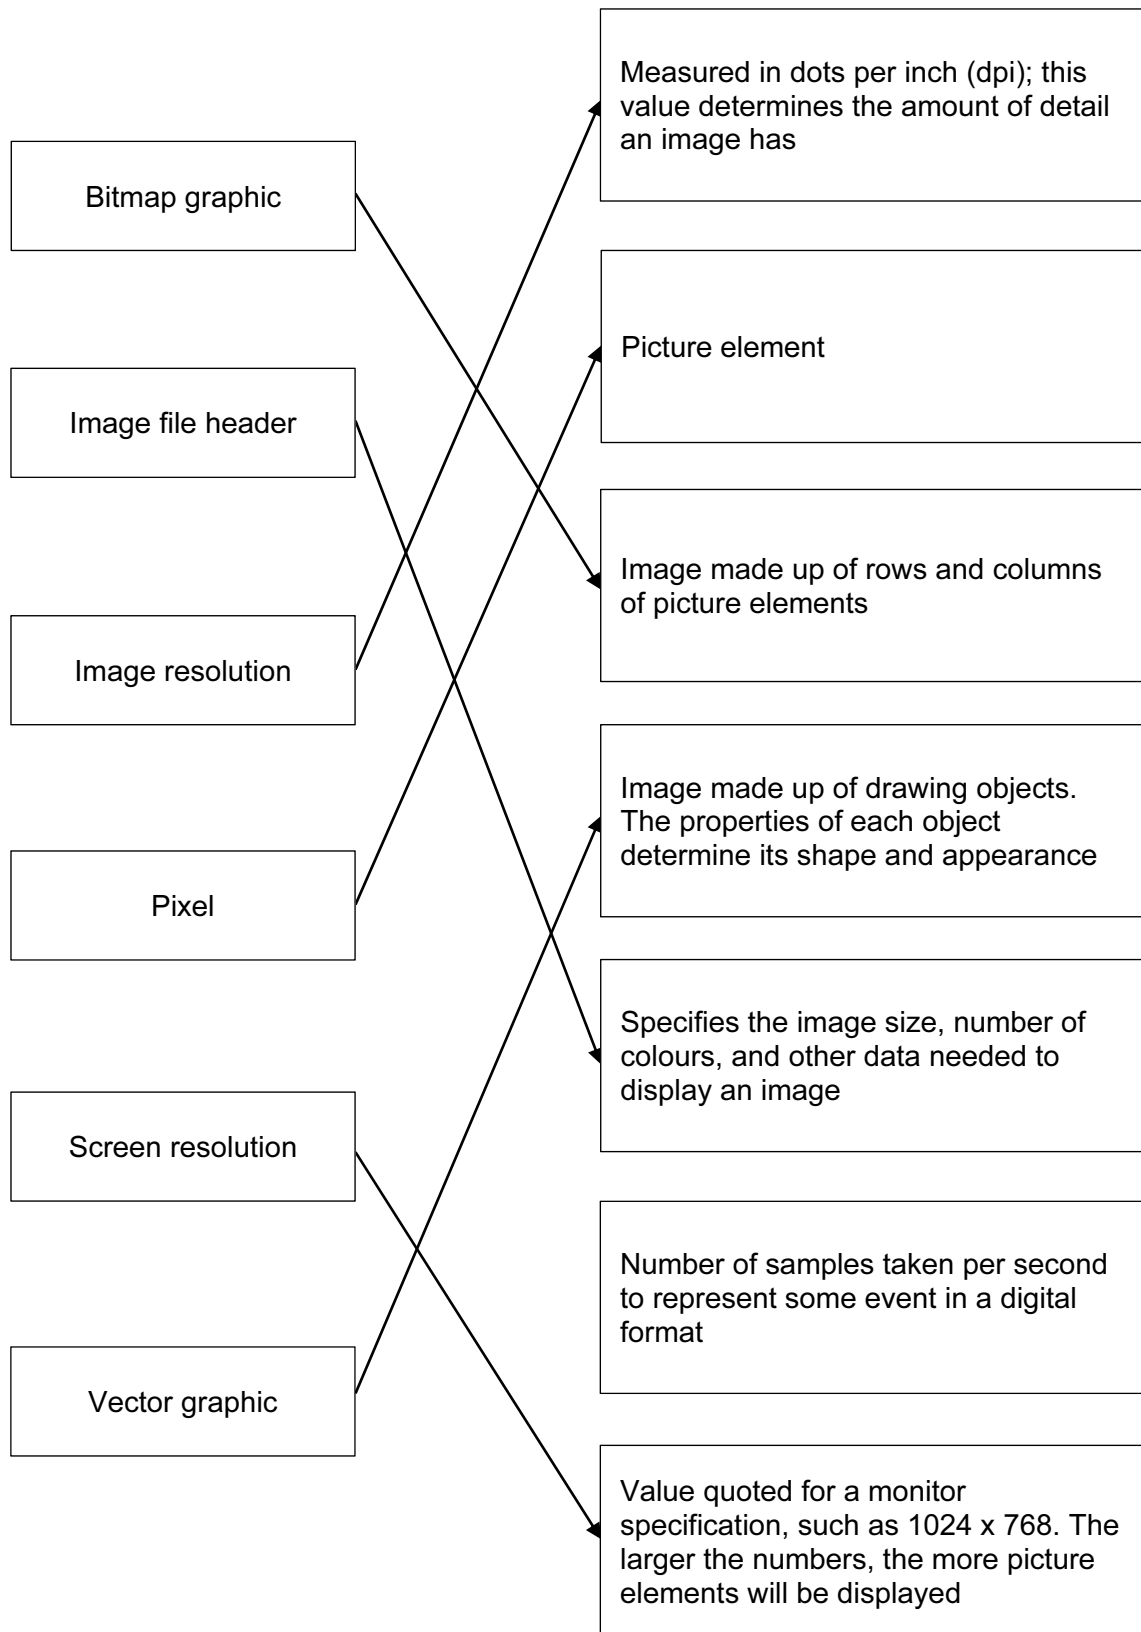 Bitmap graphic
Image file header
Image resolution
Pixel
Screen resolution
Vector graphic
Measured in dots per inch (dpi); this
value determines the amount of detail
an image has
Picture element
Image made up of rows and columns
of picture elements
Image made up of drawing objects.
The properties of each object
determine its shape and appearance
Specifies the image size, number of
colours, and other data needed to
display an image
Number of samples taken per second
to represent some event in a digital
format
Value quoted for a monitor
specification, such as 1024 x 768. The
larger the numbers, the more picture
elements will be displayed